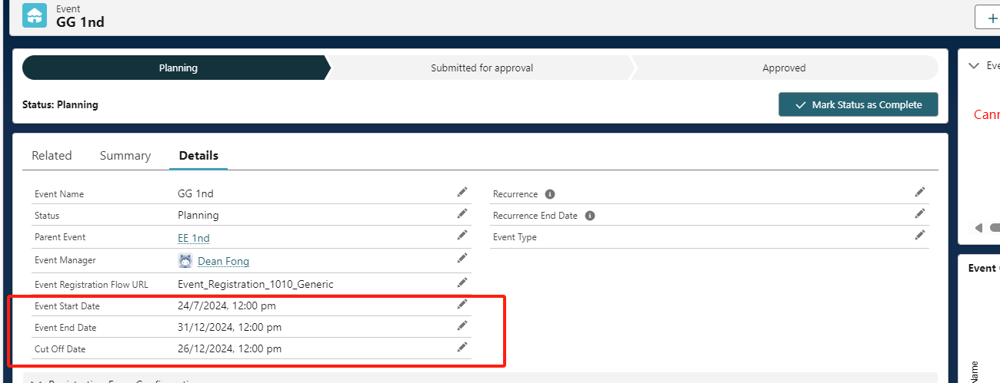 Event
GG 1nd
Planning
Submitted for approval
Approved
Status: Planning
Mark Status as Complete
Related
Summary
Details
Event Name
GG 1nd
Recurrence
Status
Planning
Recurrence End Date
Parent Event
EE 1nd
Event Type
Event Manager
Dean Fong
Event Registration Flow URL
Event_Registration_1010_Generic
Event Start Date
24/7/2024, 12:00 pm
Event End Date
31/12/2024, 12:00 pm
Cut Off Date
26/12/2024, 12:00 pm
Event
Name